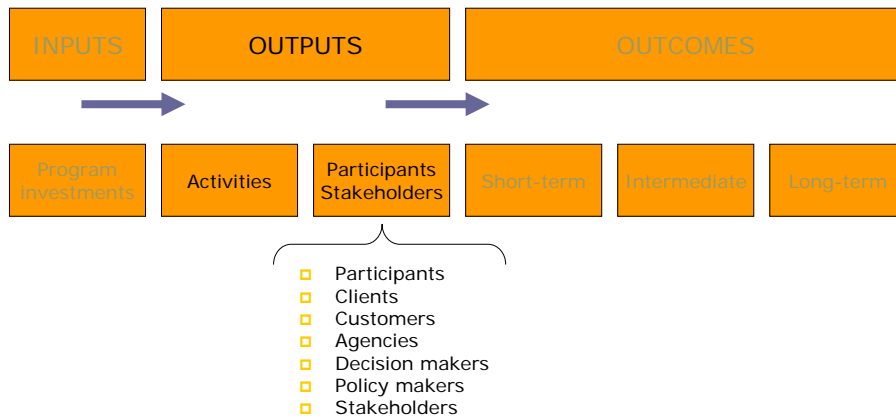 INPUTS
OUTPUTS
OUTCOMES
Program
investments
Activities
Participants
Stakeholders
Short-term
Intermediate
Long-term
Participants
Clients
Customers
Agencies
Decision makers
Policy makers
Stakeholders